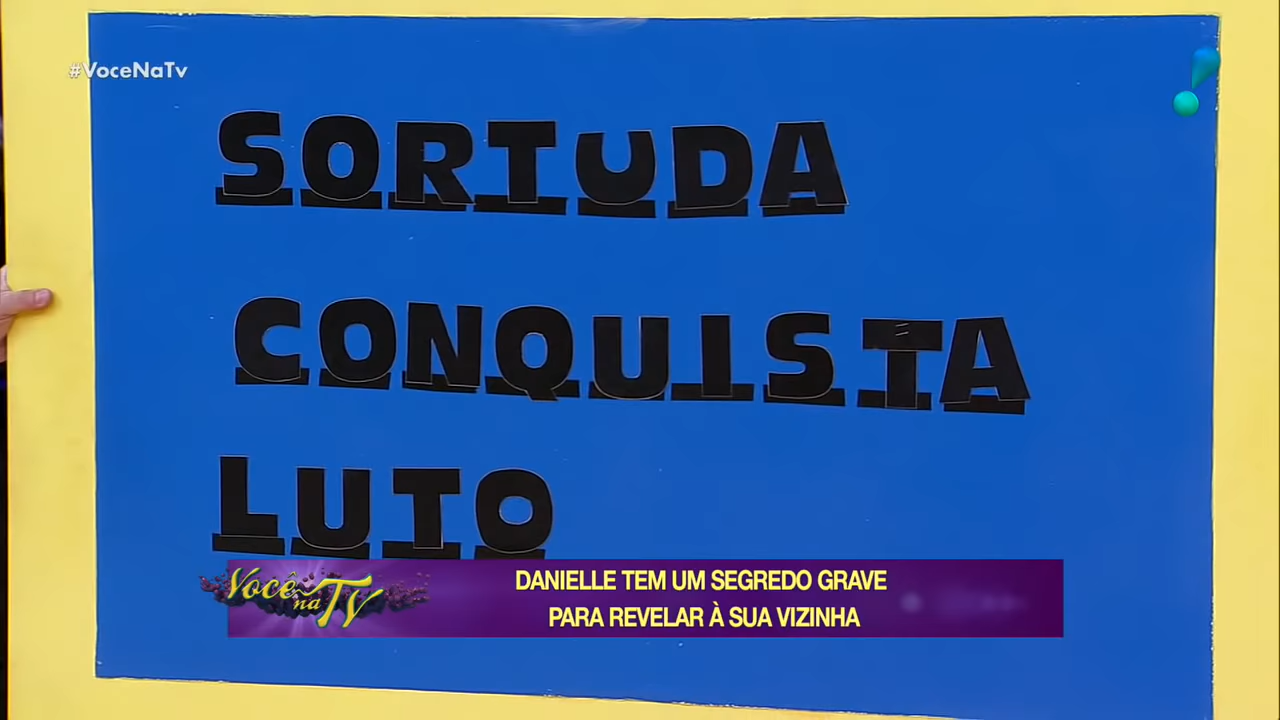 #VoceNaTv
SORTUDA
CONQUISTA
LUTO
Você
na
TV
DANIELLE TEM UM SEGREDO GRAVE
PARA REVELAR À SUA VIZINHA